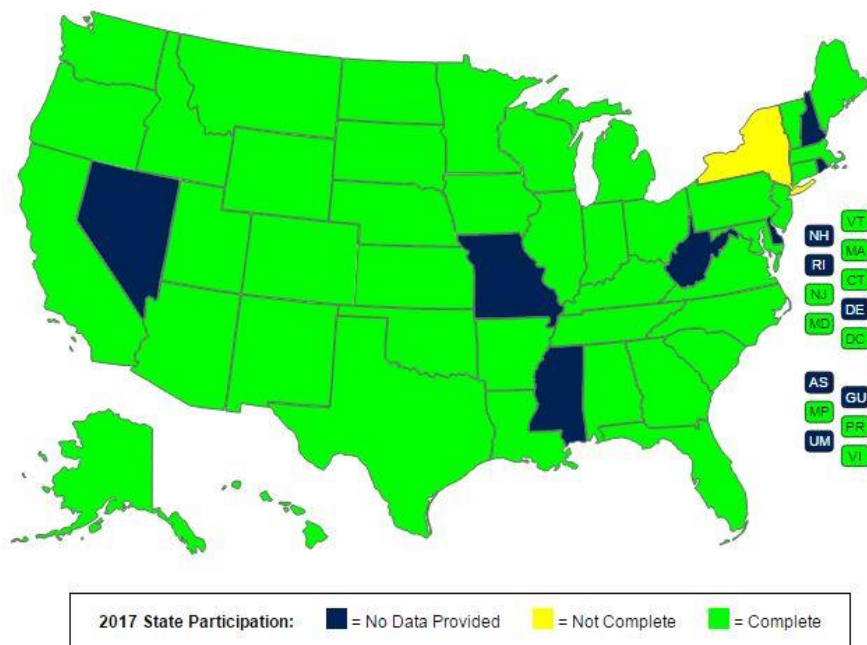 VT
NH
MA
RI
CT
NJ
DE
MD
DC
AS
GU
MP
PR
UM
VI
2017 State Participation: = No Data Provided = Not Complete = Complete